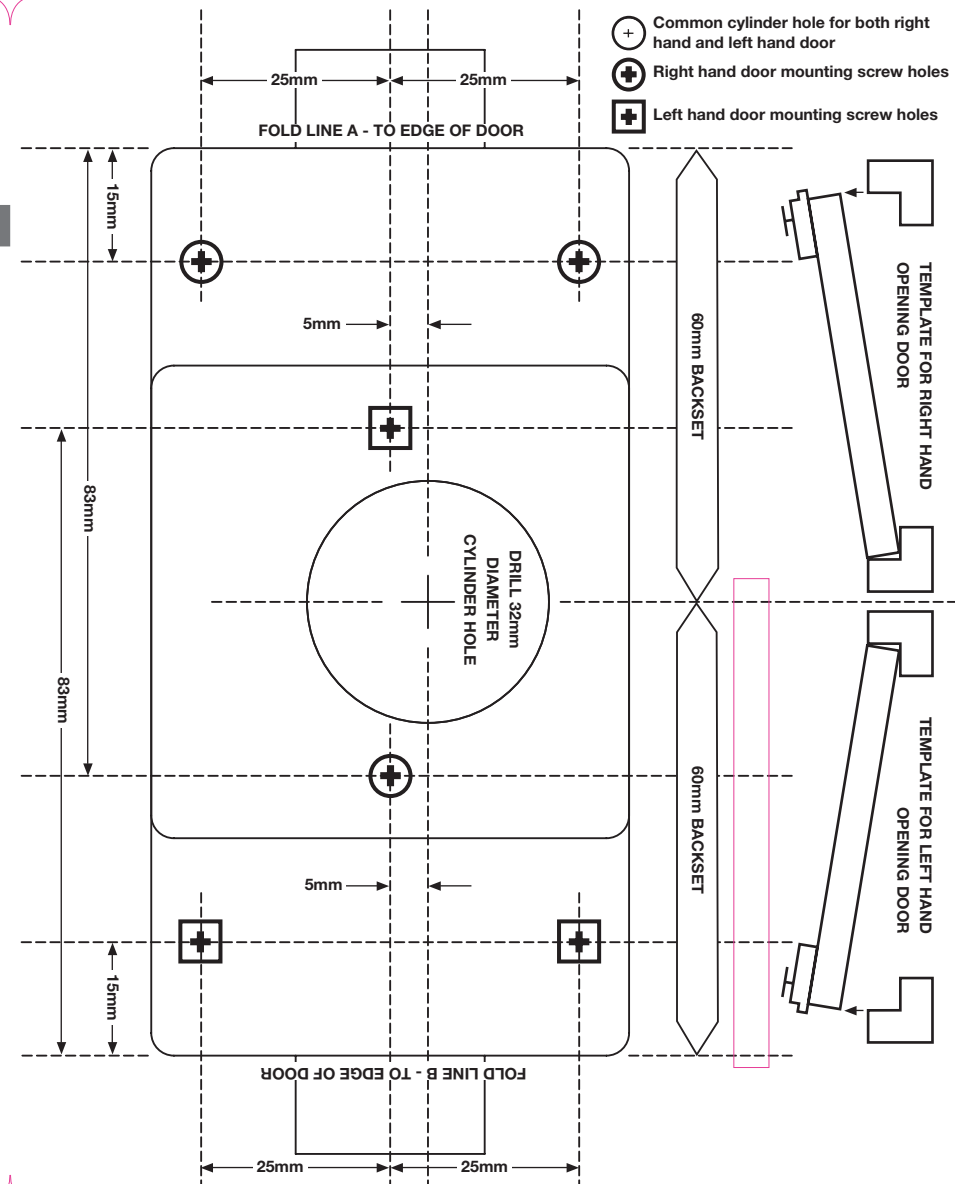 Common cylinder hole for both right
hand and left hand door
Right hand door mounting screw holes
Left hand door mounting screw holes
25mm
25mm
FOLD LINE A - TO EDGE OF DOOR
15mm
83mm
5mm
60mm BACKSET
TEMPLATE FOR RIGHT HAND
OPENING DOOR
DRILL 32mm
DIAMETER
CYLINDER HOLE
83mm
60mm BACKSET
TEMPLATE FOR LEFT HAND
OPENING DOOR
5mm
15mm
FOLD LINE B - TO EDGE OF DOOR
25mm
25mm